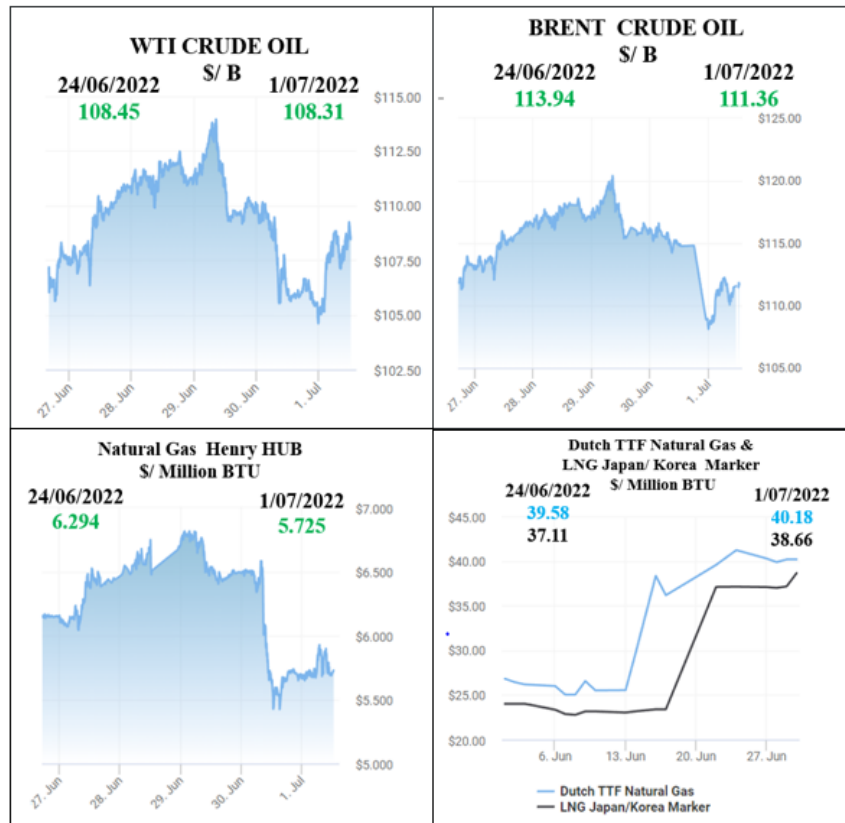 WTI CRUDE OIL
$/ B
24/06/2022 1/07/2022
108.45 108.31
$115.00
$112.50
$110.00
$107.50
$105.00
$102.50
27. Jun 28. Jun 29. Jun 30. Jun 1. Jul
BRENT CRUDE OIL
$/ B
24/06/2022 1/07/2022
113.94 111.36
$125.00
$120.00
$115.00
$110.00
$105.00
27. Jun 28. Jun 29. Jun 30. Jun 1. Jul
Natural Gas Henry HUB
$/ Million BTU
24/06/2022 1/07/2022
6.294 5.725
$7.000
$6.500
$6.000
$5.500
$5.000
27. Jun 28. Jun 29. Jun 30. Jun 1. Jul
Dutch TTF Natural Gas &
LNG Japan/ Korea Marker
$/ Million BTU
24/06/2022 1/07/2022
39.58 40.18
37.11 38.66
$45.00
$40.00
$35.00
$30.00
$25.00
$20.00
6. Jun 13. Jun 20. Jun 27. Jun
Dutch TTF Natural Gas
LNG Japan/Korea Marker